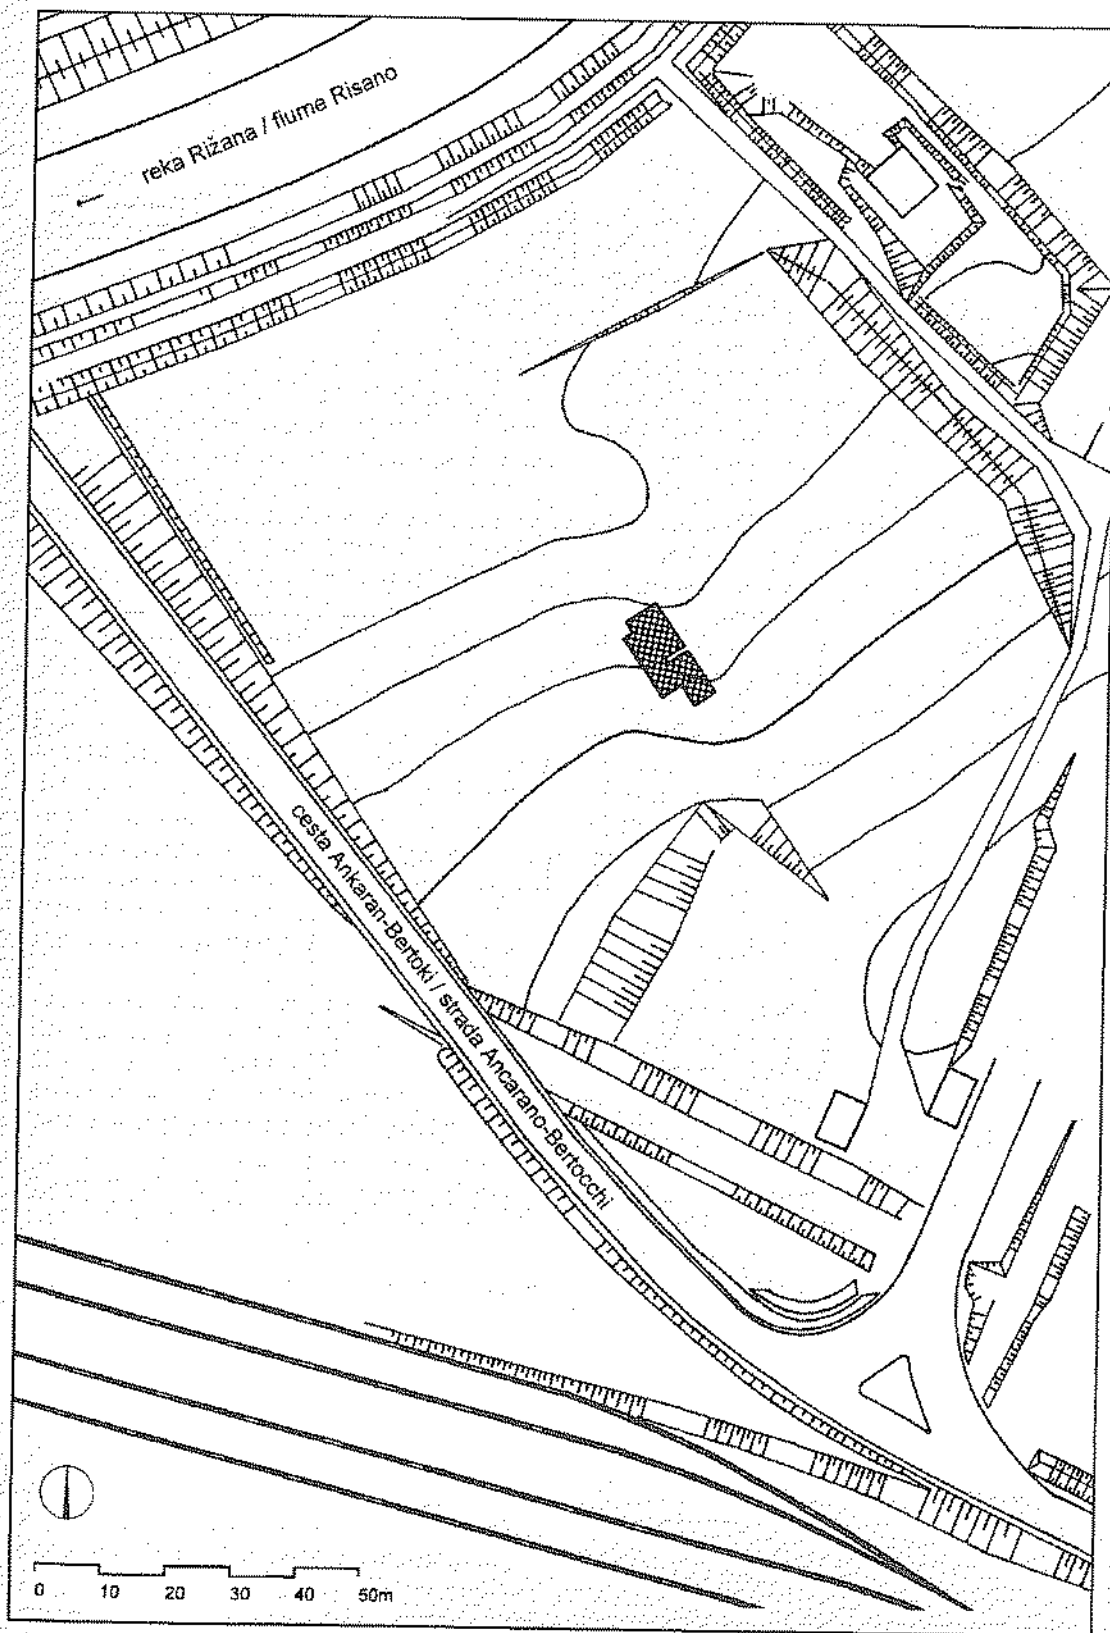 reka Rižana / fiume Risano
cesta Ankaran-Bertoki / strada Ancarano-Bertocchi
0 10 20 30 40 50m